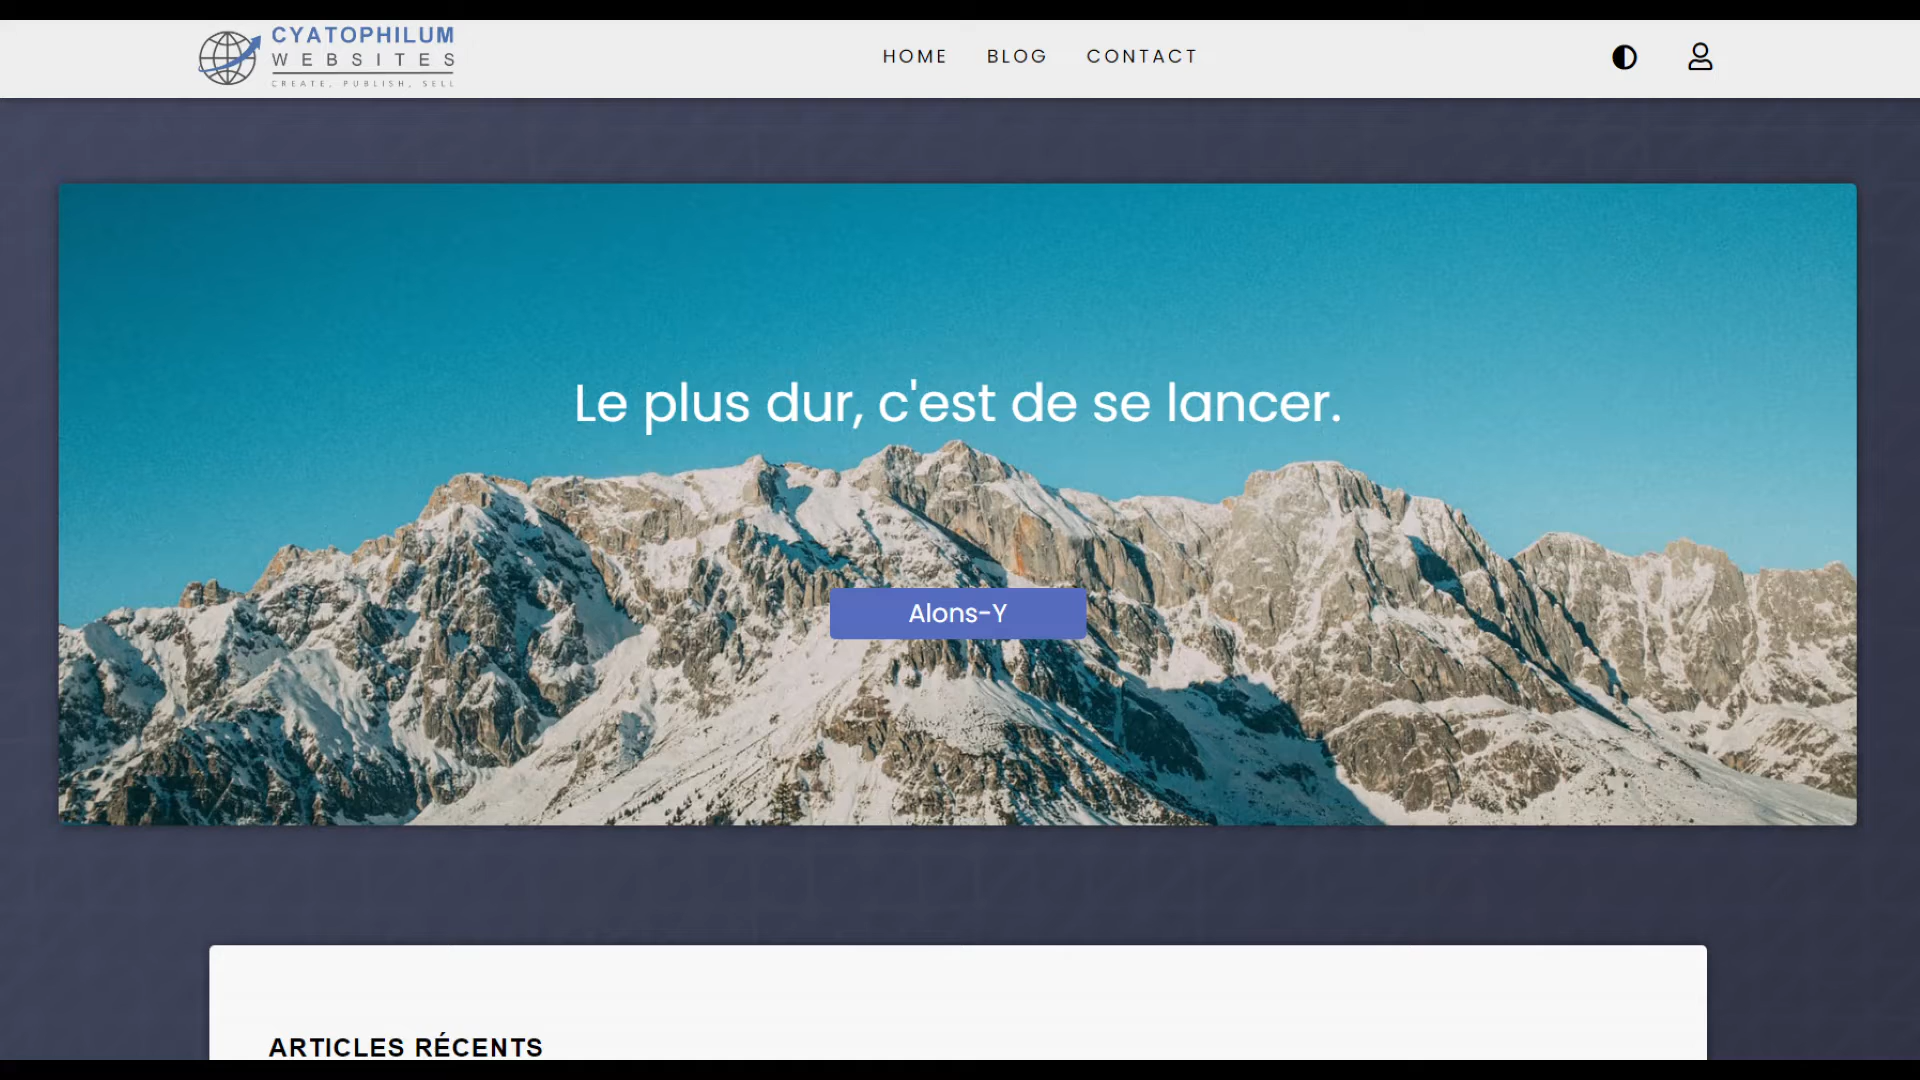 CYATOPHILUM
WEBSITES
CREATE, PUBLISH, SELL
HOME BLOG CONTACT
Le plus dur, c'est de se lancer.
Alons-Y
ARTICLES RÉCENTS